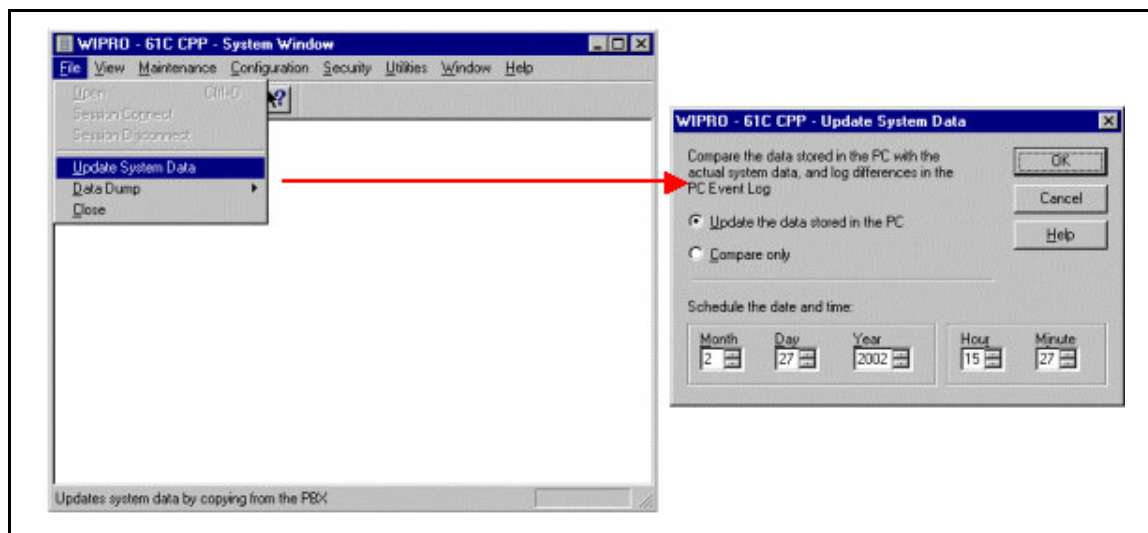 WIPRO - 61C CPP - System Window
File View Maintenance Configuration Security Utilities Window Help
Open Ctrl+O
Session Connect
Session Disconnect
Update System Data
Data Dump
Close
Updates system data by copying from the PBX
WIPRO - 61C CPP - Update System Data
Compare the data stored in the PC with the
actual system data, and log differences in the
PC Event Log
OK
Cancel
Help
Update the data stored in the PC
Compare only
Schedule the date and time:
Month Day Year Hour Minute
2 27 2002 15 27